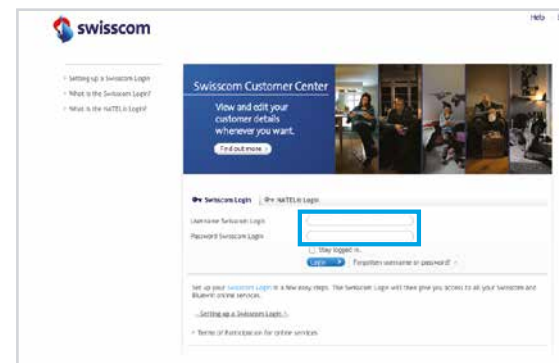 Help
swisscom
Setting up a Swisscom Login
What is the Swisscom Login?
What is the NATEL® Login?
Swisscom Customer Center
View and edit your
customer details
whenever you want.
Find out more
Swisscom Login
NATEL® Login
Username Swisscom Login
Password Swisscom Login
Stay logged in.
Login
Forgotten username or password?
Set up your Swisscom Login in a few easy steps. The Swisscom Login will then give you access to all your Swisscom and
Bluewin online services.
Setting up a Swisscom Login
Terms of Participation for online services